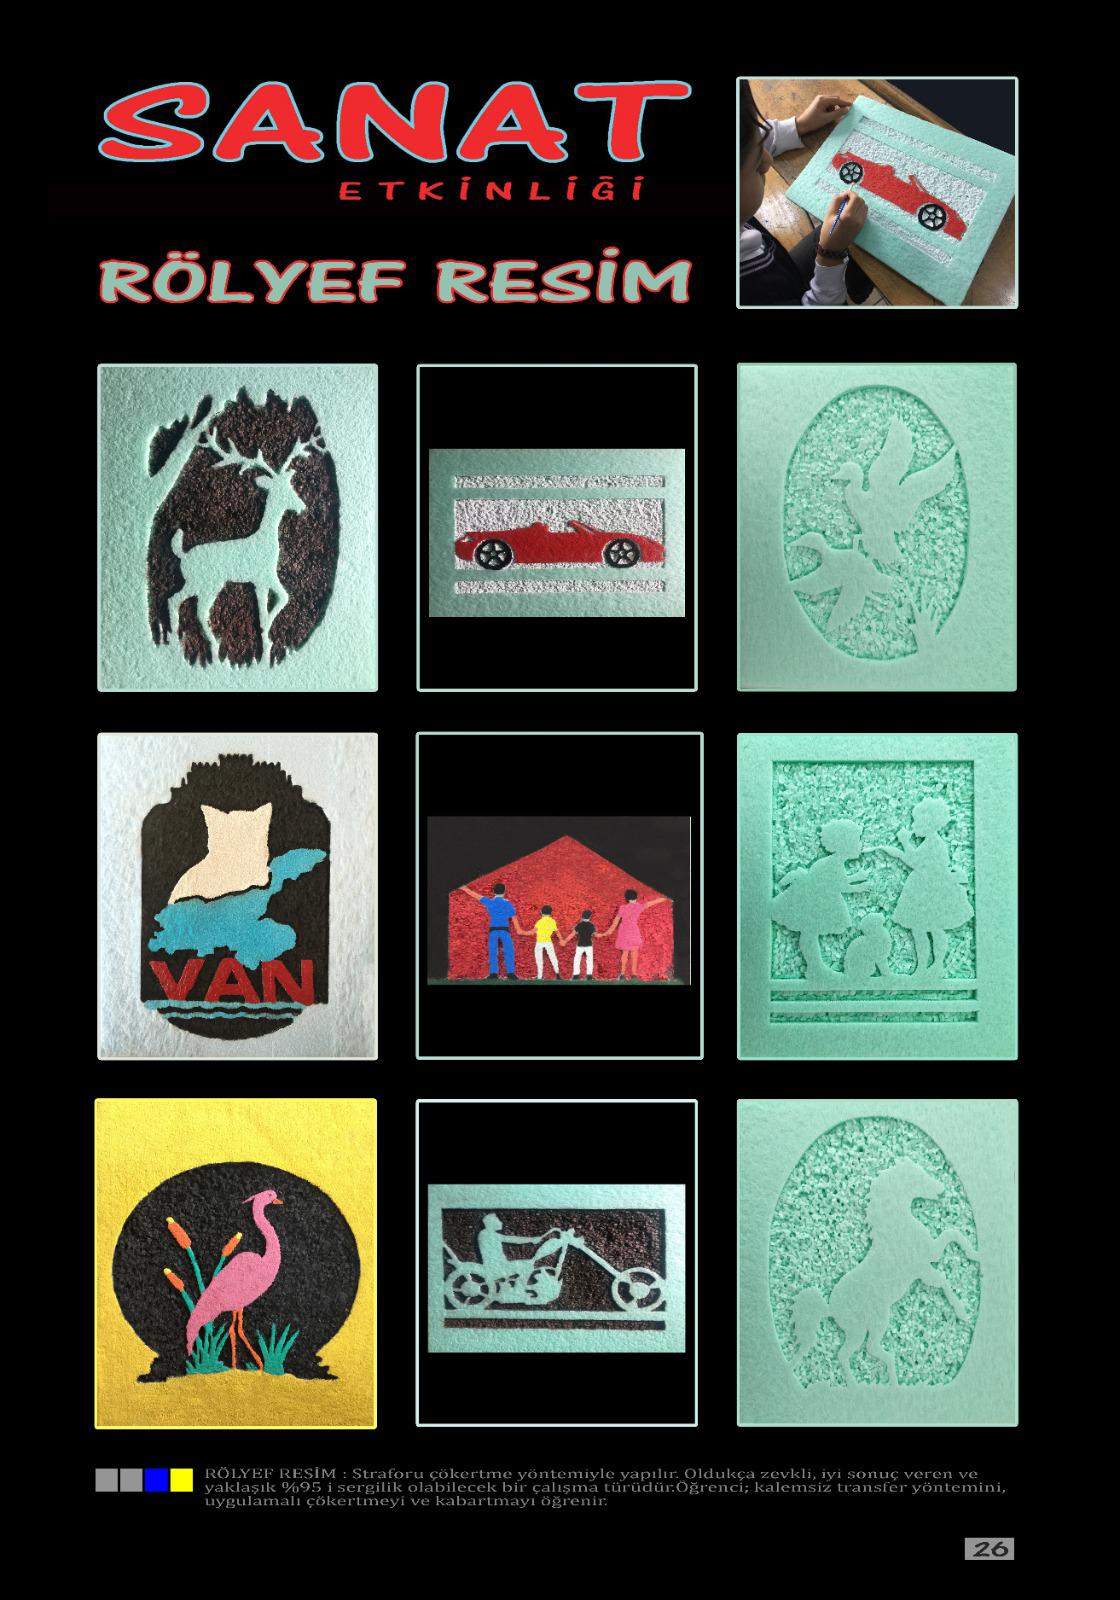 SANAT
ETKİNLİĞİ
RÖLYEF RESİM
VAN
RÖLYEF RESİM : Straforu çökertme yöntemiyle yapılır. Oldukça zevkli, iyi sonuç veren ve
yaklaşık %95 i sergilik olabilecek bir çalışma türüdür.Öğrenci; kalemsiz transfer yöntemini,
uygulamalı çökertmeyi ve kabartmayı öğrenir.
26